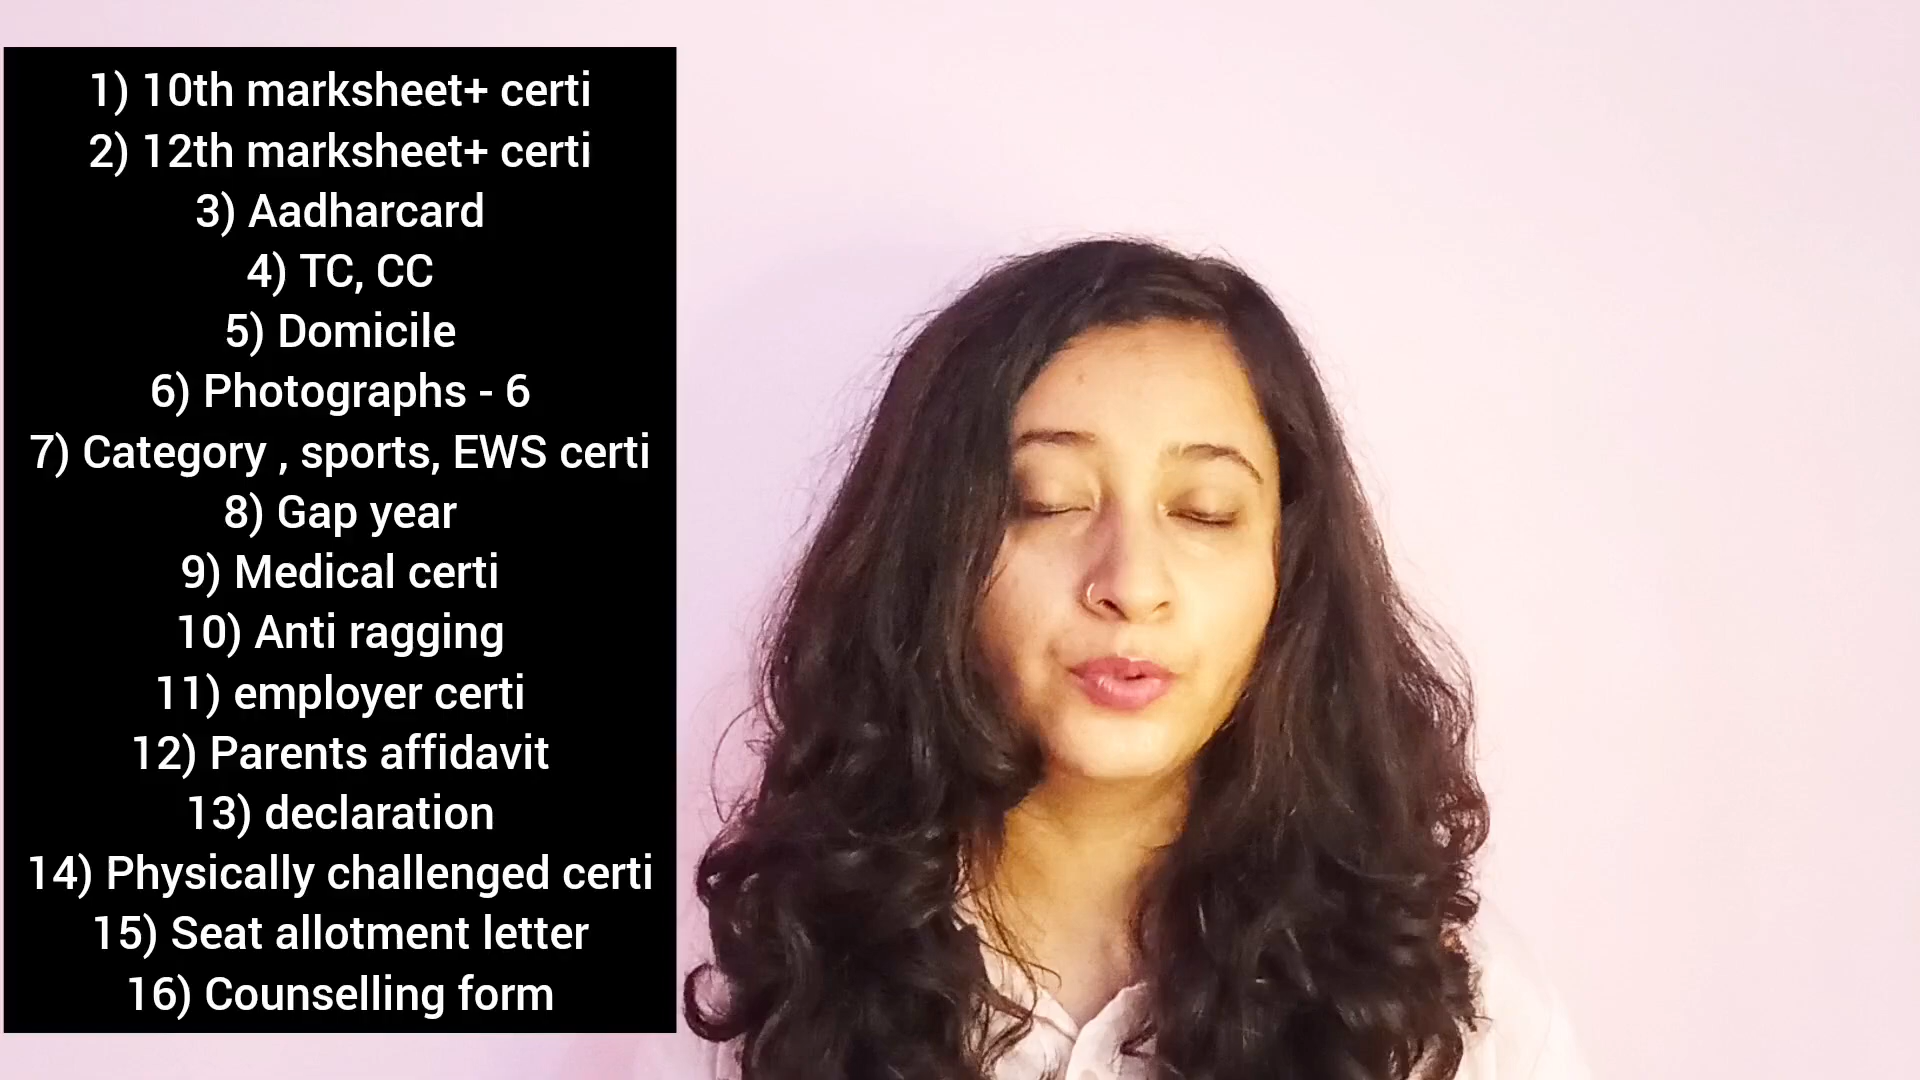 1) 10th marksheet+ certi
2) 12th marksheet+ certi
3) Aadharcard
4) TC, CC
5) Domicile
6) Photographs - 6
7) Category , sports, EWS certi
8) Gap year
9) Medical certi
10) Anti ragging
11) employer certi
12) Parents affidavit
13) declaration
14) Physically challenged certi
15) Seat allotment letter
16) Counselling form